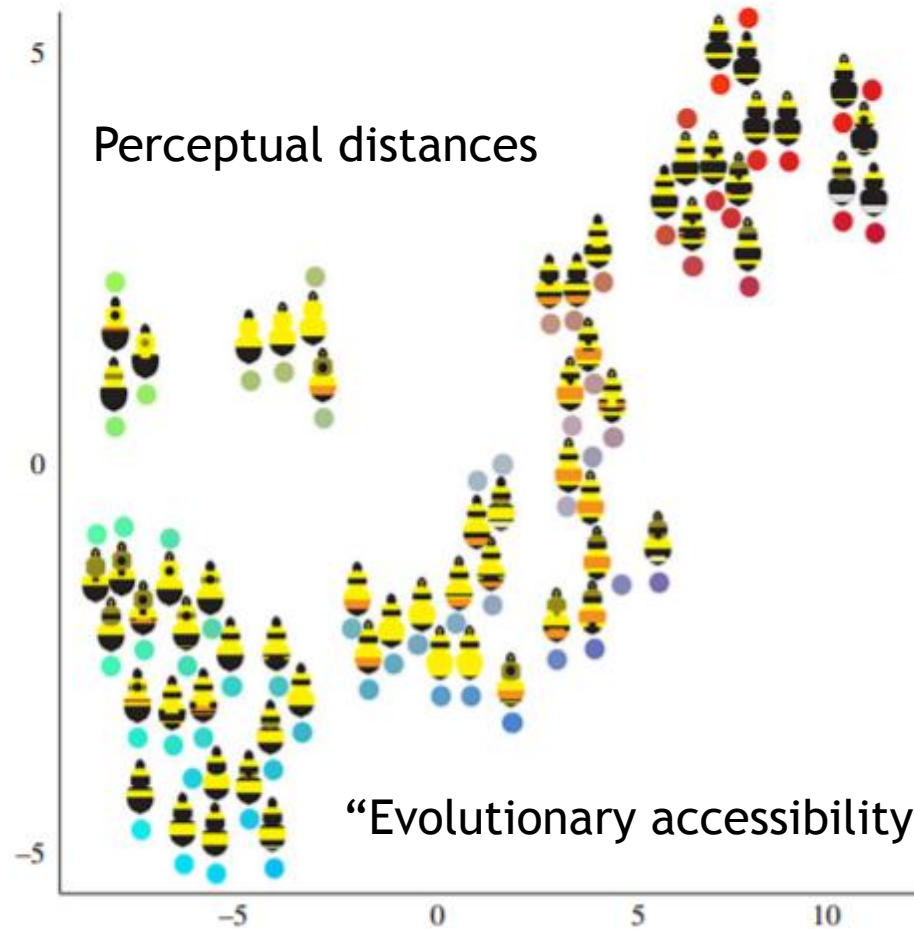 5
Perceptual distances
0
“Evolutionary accessibility
–5
–5 0 5 10